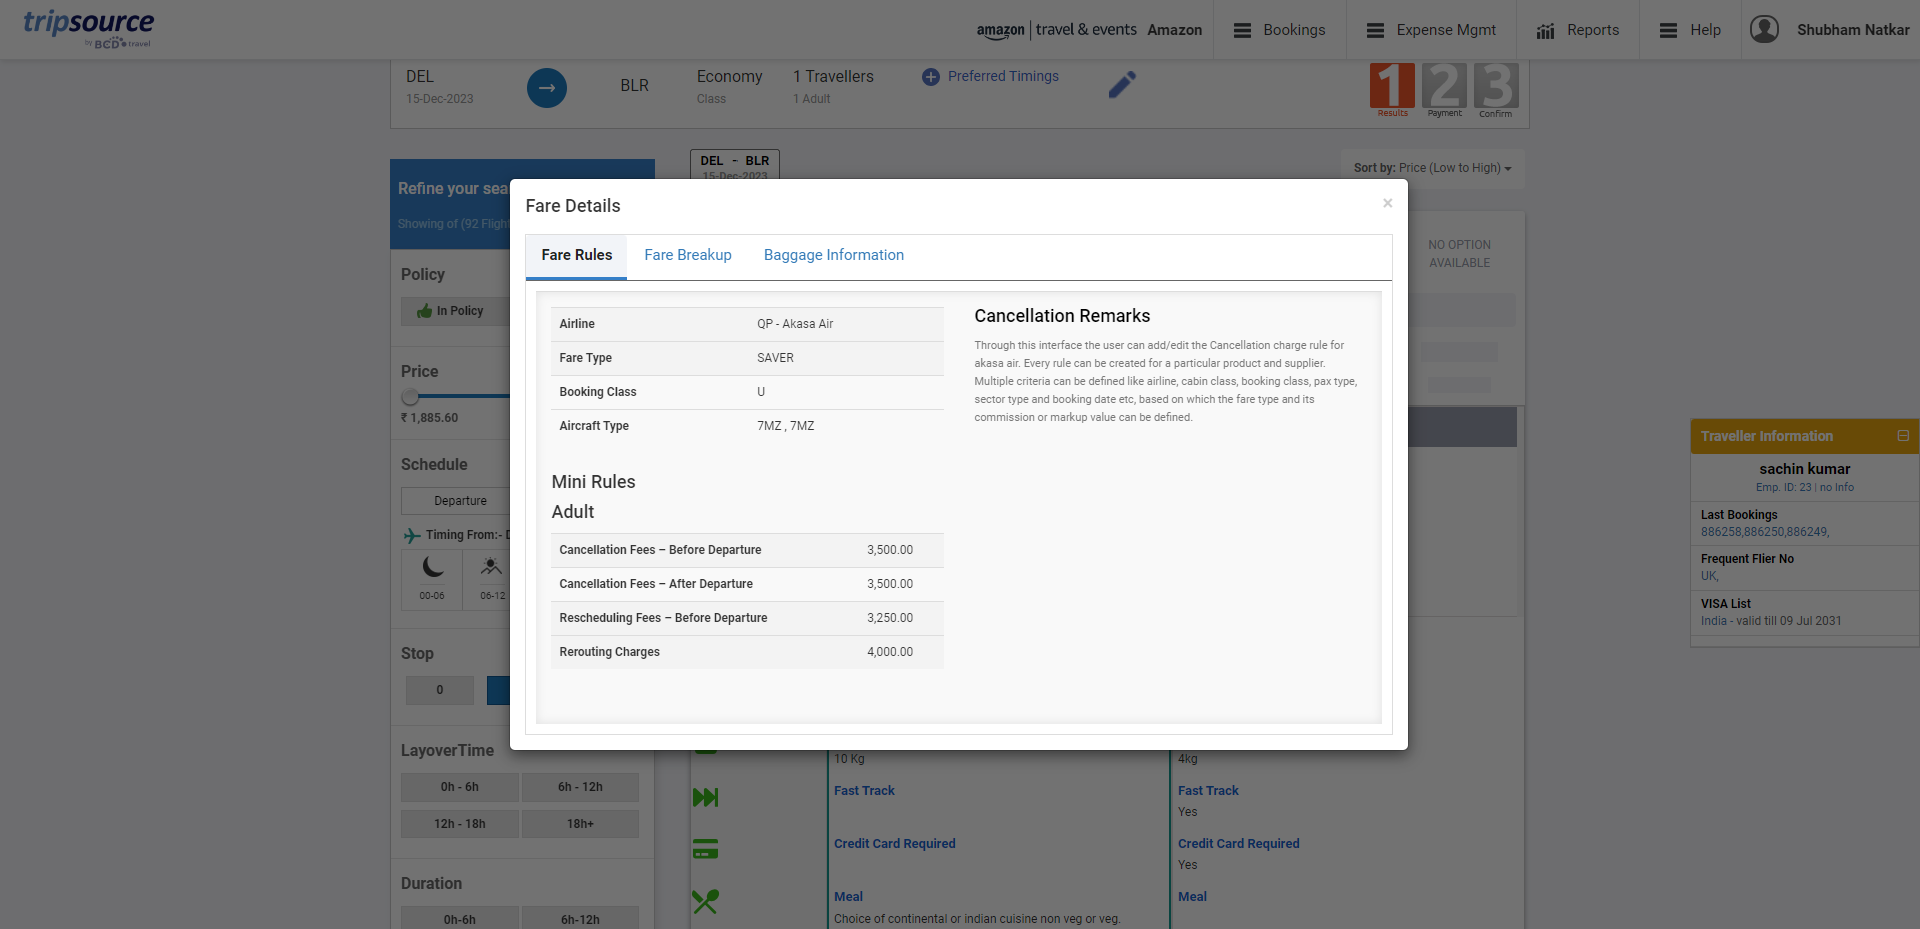 tripsource
by BCD travel
amazon | travel & events Amazon
Bookings
Expense Mgmt
Reports
Help
Shubham Natkar
DEL
15-Dec-2023
BLR
Economy
Class
1 Travellers
1 Adult
Preferred Timings
1 2 3
Results Payment Confirm
DEL - BLR
15-Dec-2023
Sort by: Price (Low to High)
Refine your sea
Showing of (92 Flight
Policy
In Policy
Price
₹ 1,885.60
Schedule
Departure
Timing From:- D
00-06
06-12
Stop
0
LayoverTime
0h - 6h
6h - 12h
12h - 18h
18h+
Duration
0h-6h
6h-12h
Fare Details
×
Fare Rules
Fare Breakup
Baggage Information
Airline QP - Akasa Air
Fare Type SAVER
Booking Class U
Aircraft Type 7MZ , 7MZ
Mini Rules
Adult
Cancellation Fees – Before Departure 3,500.00
Cancellation Fees – After Departure 3,500.00
Rescheduling Fees – Before Departure 3,250.00
Rerouting Charges 4,000.00
Cancellation Remarks
Through this interface the user can add/edit the Cancellation charge rule for
akasa air. Every rule can be created for a particular product and supplier.
Multiple criteria can be defined like airline, cabin class, booking class, pax type,
sector type and booking date etc, based on which the fare type and its
commission or markup value can be defined.
NO OPTION
AVAILABLE
10 Kg
4kg
Fast Track
Fast Track
Yes
Credit Card Required
Credit Card Required
Yes
Meal
Choice of continental or indian cuisine non veg or veg.
Meal
Traveller Information
sachin kumar
Emp. ID: 23 | no Info
Last Bookings
886258,886250,886249,
Frequent Flier No
UK,
VISA List
India - valid till 09 Jul 2031